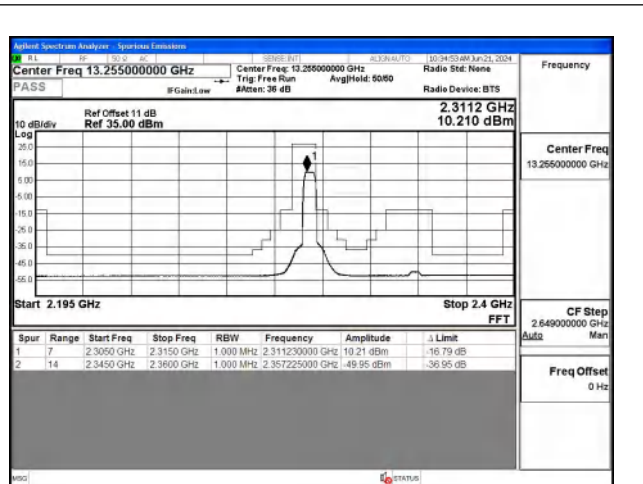 Agilent Spectrum Analyzer - Spurious Emissions
RL RF 50 Ω AC SENSE:INT ALIGN AUTO 10:34:53 AM Jun 21, 2024
Center Freq 13.255000000 GHz
Center Freq: 13.255000000 GHz
Radio Std: None
Trig: Free Run Avg|Hold: 50/50
PASS
IFGain:Low
#Atten: 36 dB
Radio Device: BTS
Frequency
2.3112 GHz
Ref Offset 11 dB
10 dB/div Ref 35.00 dBm
10.210 dBm
Log
25.0
15.0
5.00
-5.00
-15.0
-25.0
-35.0
-45.0
-55.0
1
Start 2.195 GHz
Stop 2.4 GHz
FFT
Center Freq
13.255000000 GHz
CF Step
2.649000000 GHz
Auto Man
Freq Offset
0 Hz
Spur Range Start Freq Stop Freq RBW Frequency Amplitude Δ Limit
1 7 2.3050 GHz 2.3150 GHz 1.000 MHz 2.311230000 GHz 10.21 dBm -16.79 dB
2 14 2.3450 GHz 2.3600 GHz 1.000 MHz 2.357225000 GHz -49.95 dBm -36.95 dB
MSG
STATUS